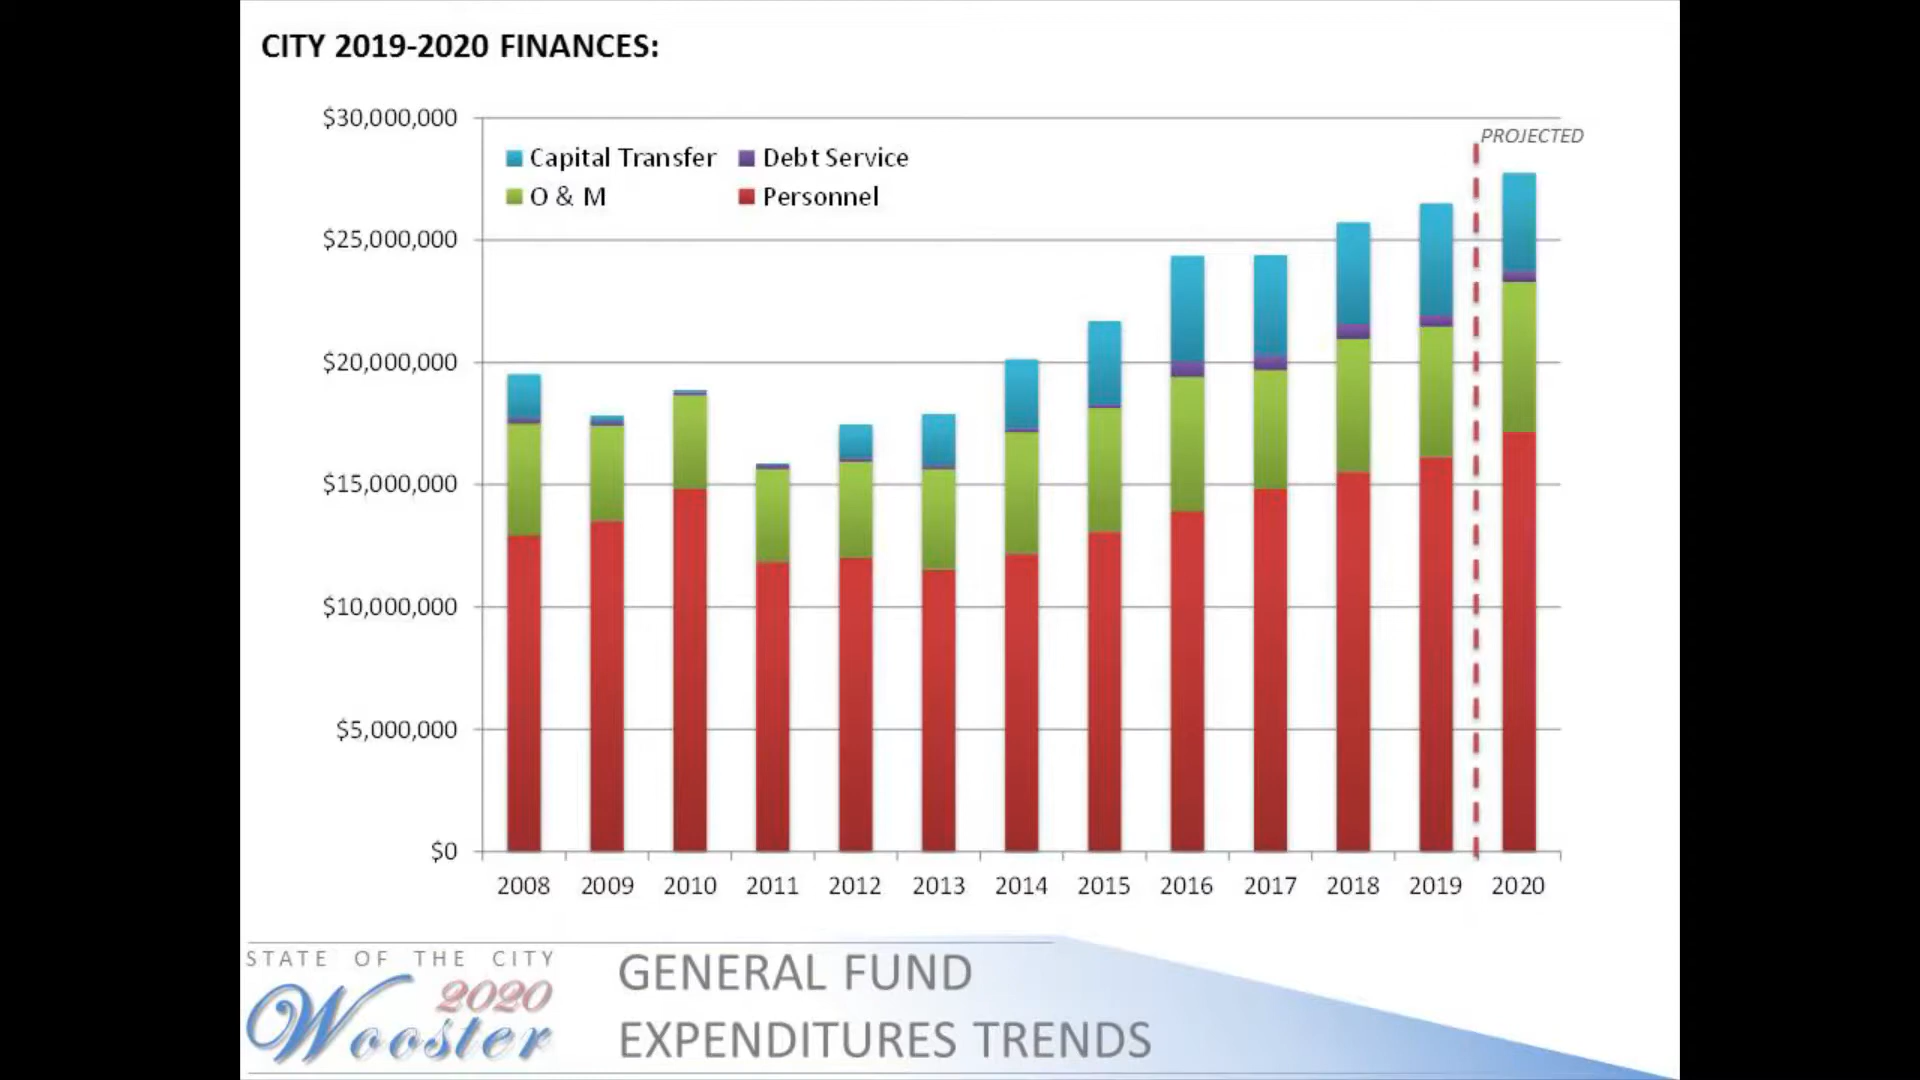 CITY 2019-2020 FINANCES:
$30,000,000
PROJECTED
Capital Transfer
Debt Service
O & M
Personnel
$25,000,000
$20,000,000
$15,000,000
$10,000,000
$5,000,000
$0
2008 2009 2010 2011 2012 2013 2014 2015 2016 2017 2018 2019 2020
STATE OF THE CITY
2020
Wooster
GENERAL FUND
EXPENDITURES TRENDS